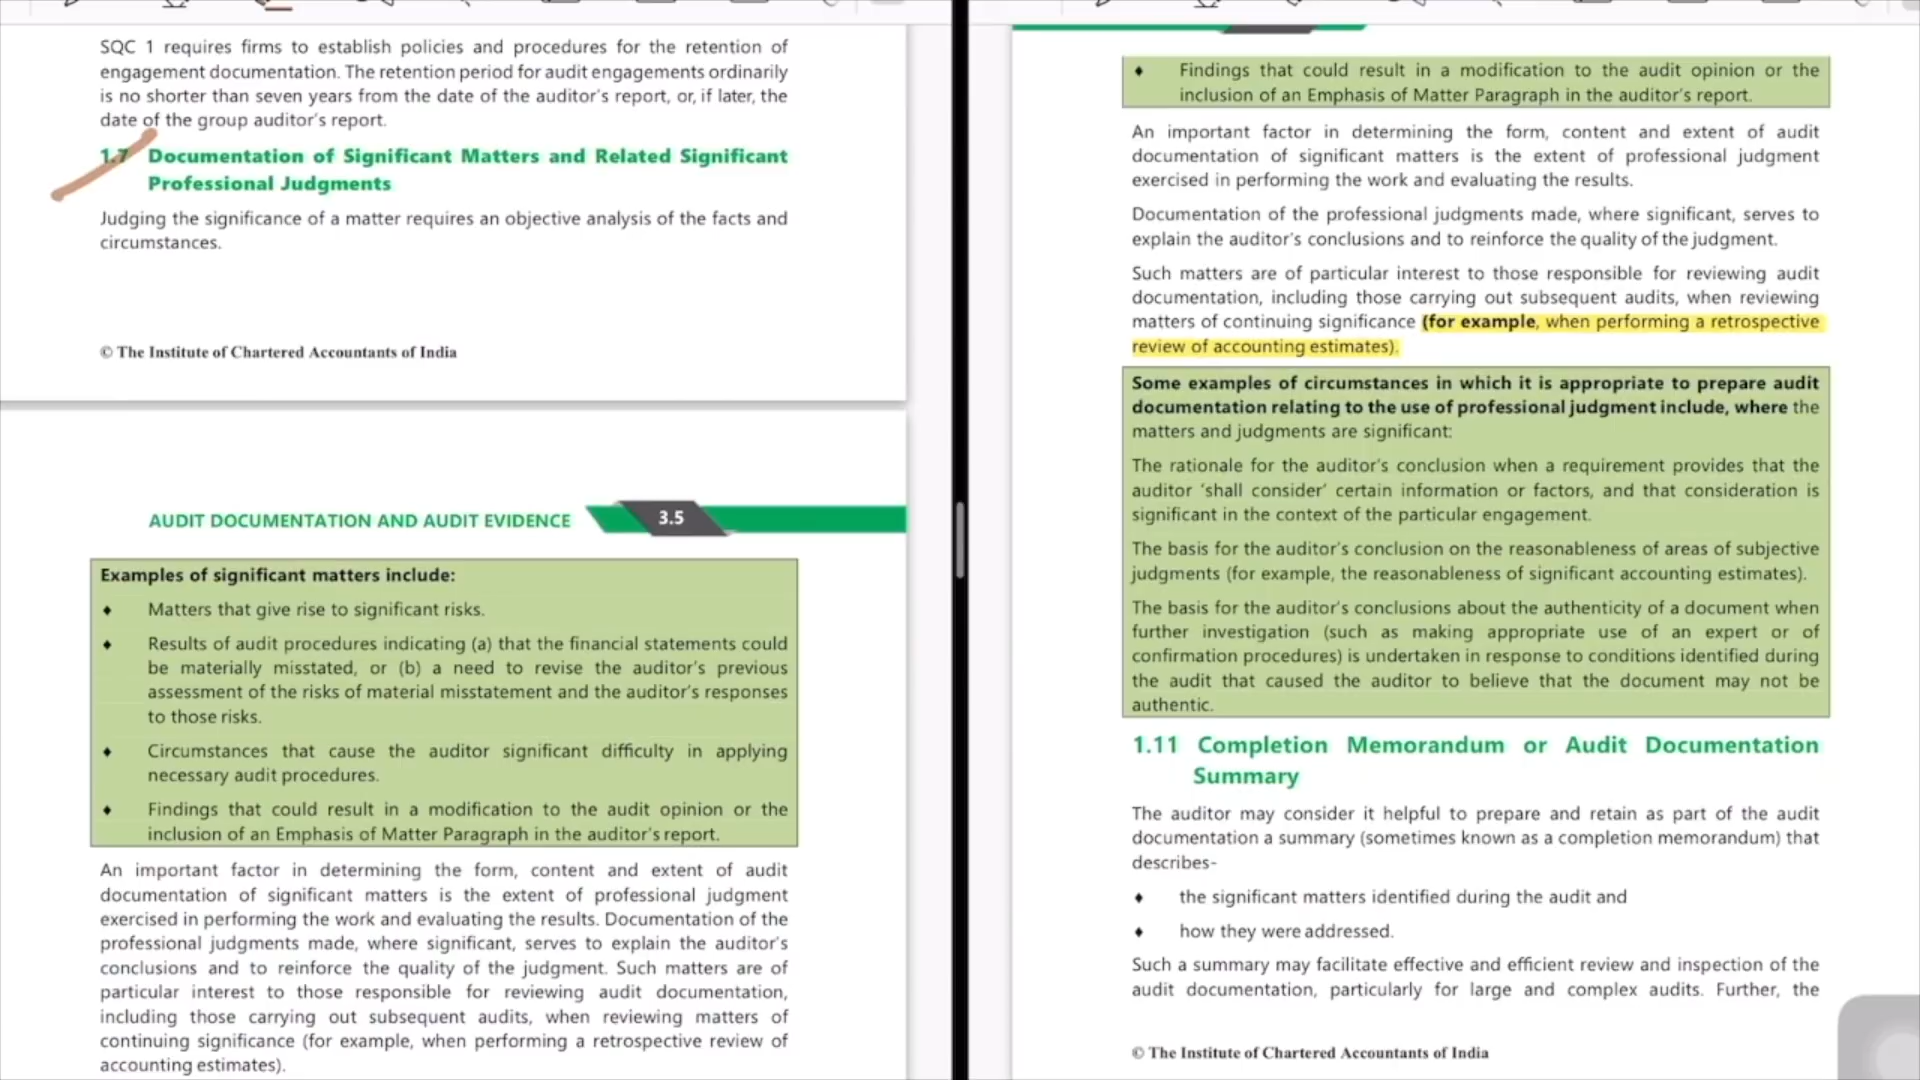 SQC 1 requires firms to establish policies and procedures for the retention of
engagement documentation. The retention period for audit engagements ordinarily
is no shorter than seven years from the date of the auditor's report, or, if later, the
date of the group auditor's report.
1.7 Documentation of Significant Matters and Related Significant
Professional Judgments
Judging the significance of a matter requires an objective analysis of the facts and
circumstances.
© The Institute of Chartered Accountants of India
AUDIT DOCUMENTATION AND AUDIT EVIDENCE 3.5
Examples of significant matters include:
♦ Matters that give rise to significant risks.
♦ Results of audit procedures indicating (a) that the financial statements could
be materially misstated, or (b) a need to revise the auditor's previous
assessment of the risks of material misstatement and the auditor's responses
to those risks.
♦ Circumstances that cause the auditor significant difficulty in applying
necessary audit procedures.
♦ Findings that could result in a modification to the audit opinion or the
inclusion of an Emphasis of Matter Paragraph in the auditor's report.
An important factor in determining the form, content and extent of audit
documentation of significant matters is the extent of professional judgment
exercised in performing the work and evaluating the results. Documentation of the
professional judgments made, where significant, serves to explain the auditor's
conclusions and to reinforce the quality of the judgment. Such matters are of
particular interest to those responsible for reviewing audit documentation,
including those carrying out subsequent audits, when reviewing matters of
continuing significance (for example, when performing a retrospective review of
accounting estimates).
♦ Findings that could result in a modification to the audit opinion or the
inclusion of an Emphasis of Matter Paragraph in the auditor's report.
An important factor in determining the form, content and extent of audit
documentation of significant matters is the extent of professional judgment
exercised in performing the work and evaluating the results.
Documentation of the professional judgments made, where significant, serves to
explain the auditor's conclusions and to reinforce the quality of the judgment.
Such matters are of particular interest to those responsible for reviewing audit
documentation, including those carrying out subsequent audits, when reviewing
matters of continuing significance (for example, when performing a retrospective
review of accounting estimates).
Some examples of circumstances in which it is appropriate to prepare audit
documentation relating to the use of professional judgment include, where the
matters and judgments are significant:
The rationale for the auditor's conclusion when a requirement provides that the
auditor 'shall consider' certain information or factors, and that consideration is
significant in the context of the particular engagement.
The basis for the auditor's conclusion on the reasonableness of areas of subjective
judgments (for example, the reasonableness of significant accounting estimates).
The basis for the auditor's conclusions about the authenticity of a document when
further investigation (such as making appropriate use of an expert or of
confirmation procedures) is undertaken in response to conditions identified during
the audit that caused the auditor to believe that the document may not be
authentic.
1.11 Completion Memorandum or Audit Documentation
Summary
The auditor may consider it helpful to prepare and retain as part of the audit
documentation a summary (sometimes known as a completion memorandum) that
describes-
♦ the significant matters identified during the audit and
♦ how they were addressed.
Such a summary may facilitate effective and efficient review and inspection of the
audit documentation, particularly for large and complex audits. Further, the
© The Institute of Chartered Accountants of India